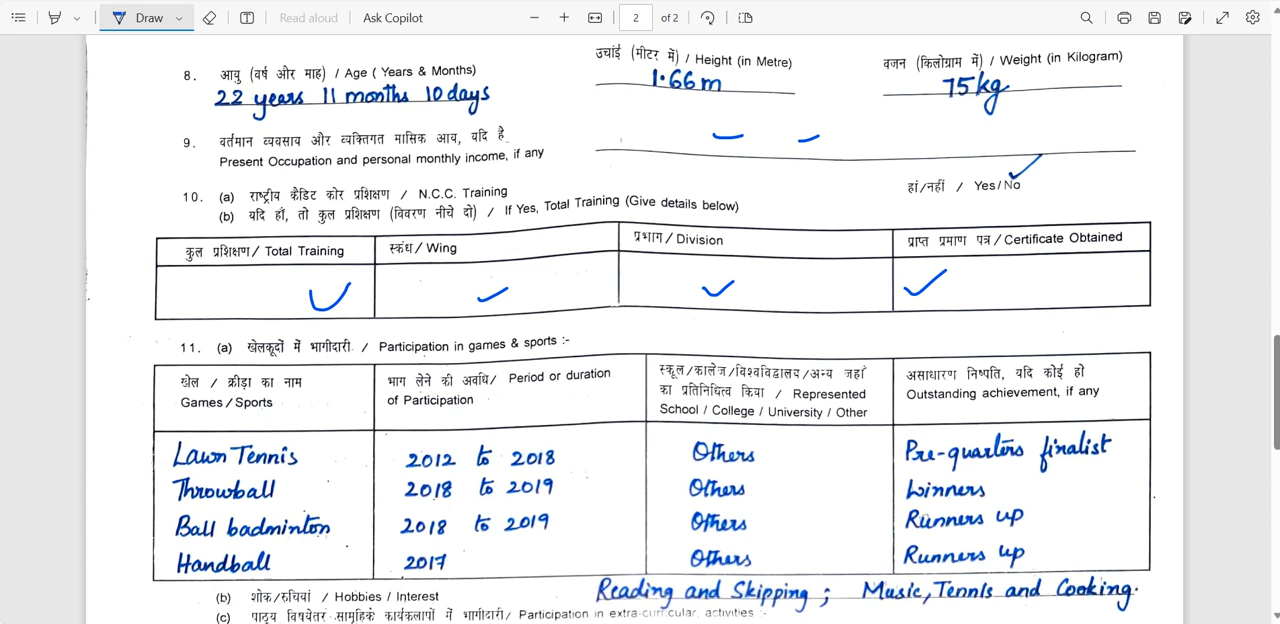 Draw
Read aloud
Ask Copilot
2 of 2
8. आयु (वर्ष और माह) / Age ( Years & Months)
उचांई (मीटर में) / Height (in Metre)
वजन (किलोग्राम में) / Weight (in Kilogram)
22 years 11 months 10 days
1.66 m
75 kg
9. वर्तमान व्यवसाय और व्यक्तिगत मासिक आय, यदि है
Present Occupation and personal monthly income, if any
10. (a) राष्ट्रीय कैडिट कोर प्रशिक्षण / N.C.C. Training
हां/नहीं / Yes/No
(b) यदि हाँ, तो कुल प्रशिक्षण (विवरण नीचे दो) / If Yes, Total Training (Give details below)
कुल प्रशिक्षण/ Total Training
स्कंध/ Wing
प्रभाग/ Division
प्राप्त प्रमाण पत्र/ Certificate Obtained
11. (a) खेलकूदों में भागीदारी / Participation in games & sports :-
खेल / क्रीड़ा का नाम
Games/Sports
भाग लेने की अवधि/ Period or duration
of Participation
स्कूल/कालेज/विश्वविद्वालय/अन्य जहाँ
का प्रतिनिधित्व किया / Represented
School / College / University / Other
असाधारण निष्पति, यदि कोई हो
Outstanding achievement, if any
Lawn Tennis 2012 to 2018 Others Pre-quarters finalist
Throwball 2018 to 2019 Others Winners
Ball badminton 2018 to 2019 Others Runners up
Handball 2017 Others Runners up
(b) शोक/रुचियां / Hobbies / Interest Reading and Skipping ; Music, Tennis and Cooking.
(c) पाठ्य विषयेतर सामुहिक कार्यकलापों में भागीदारी/ Participation in extra-curricular, activities :-